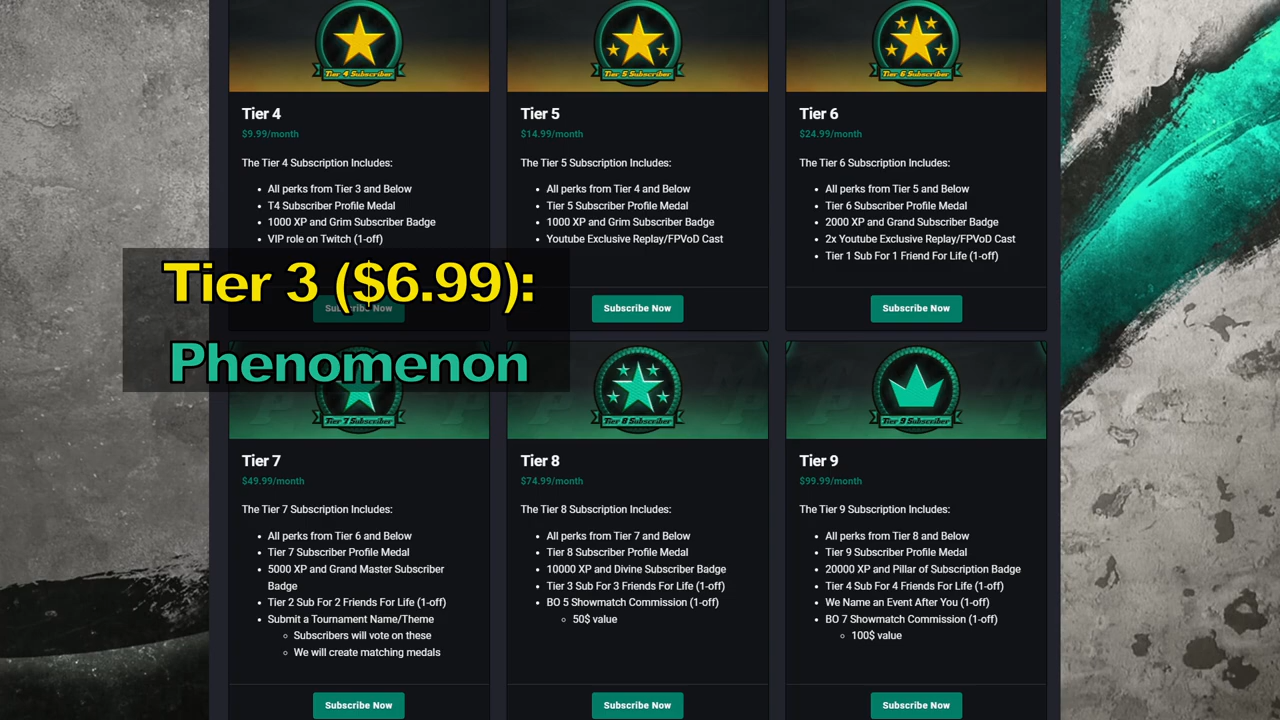 Tier 4 Subscriber
Tier 5 Subscriber
Tier 6 Subscriber
Tier 4
$9.99/month
The Tier 4 Subscription Includes:
All perks from Tier 3 and Below
T4 Subscriber Profile Medal
1000 XP and Grim Subscriber Badge
VIP role on Twitch (1-off)
Subscribe Now
Tier 5
$14.99/month
The Tier 5 Subscription Includes:
All perks from Tier 4 and Below
Tier 5 Subscriber Profile Medal
1000 XP and Grim Subscriber Badge
Youtube Exclusive Replay/FPVoD Cast
Subscribe Now
Tier 6
$24.99/month
The Tier 6 Subscription Includes:
All perks from Tier 5 and Below
Tier 6 Subscriber Profile Medal
2000 XP and Grand Subscriber Badge
2x Youtube Exclusive Replay/FPVoD Cast
Tier 1 Sub For 1 Friend For Life (1-off)
Subscribe Now
Tier 3 ($6.99):
Phenomenon
Tier 7 Subscriber
Tier 8 Subscriber
Tier 9 Subscriber
Tier 7
$49.99/month
The Tier 7 Subscription Includes:
All perks from Tier 6 and Below
Tier 7 Subscriber Profile Medal
5000 XP and Grand Master Subscriber
Badge
Tier 2 Sub For 2 Friends For Life (1-off)
Submit a Tournament Name/Theme
Subscribers will vote on these
We will create matching medals
Subscribe Now
Tier 8
$74.99/month
The Tier 8 Subscription Includes:
All perks from Tier 7 and Below
Tier 8 Subscriber Profile Medal
10000 XP and Divine Subscriber Badge
Tier 3 Sub For 3 Friends For Life (1-off)
BO 5 Showmatch Commission (1-off)
50$ value
Subscribe Now
Tier 9
$99.99/month
The Tier 9 Subscription Includes:
All perks from Tier 8 and Below
Tier 9 Subscriber Profile Medal
20000 XP and Pillar of Subscription Badge
Tier 4 Sub For 4 Friends For Life (1-off)
We Name an Event After You (1-off)
BO 7 Showmatch Commission (1-off)
100$ value
Subscribe Now